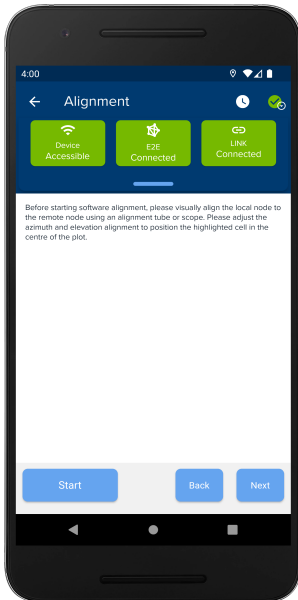 4:00
Alignment
Device
Accessible
E2E
Connected
LINK
Connected
Before starting software alignment, please visually align the local node to
the remote node using an alignment tube or scope. Please adjust the
azimuth and elevation alignment to position the highlighted cell in the
centre of the plot.
Start
Back
Next